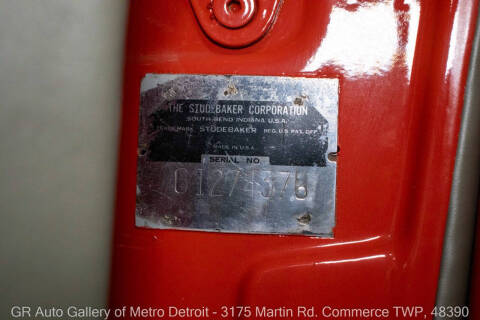 THE STUDEBAKER CORPORATION
SOUTH BEND INDIANA U.S.A.
TRADEMARK STUDEBAKER REG. U.S. PAT. OFF.
MADE IN U.S.A.
SERIAL NO.
GR Auto Gallery of Metro Detroit - 3175 Martin Rd. Commerce TWP, 48390